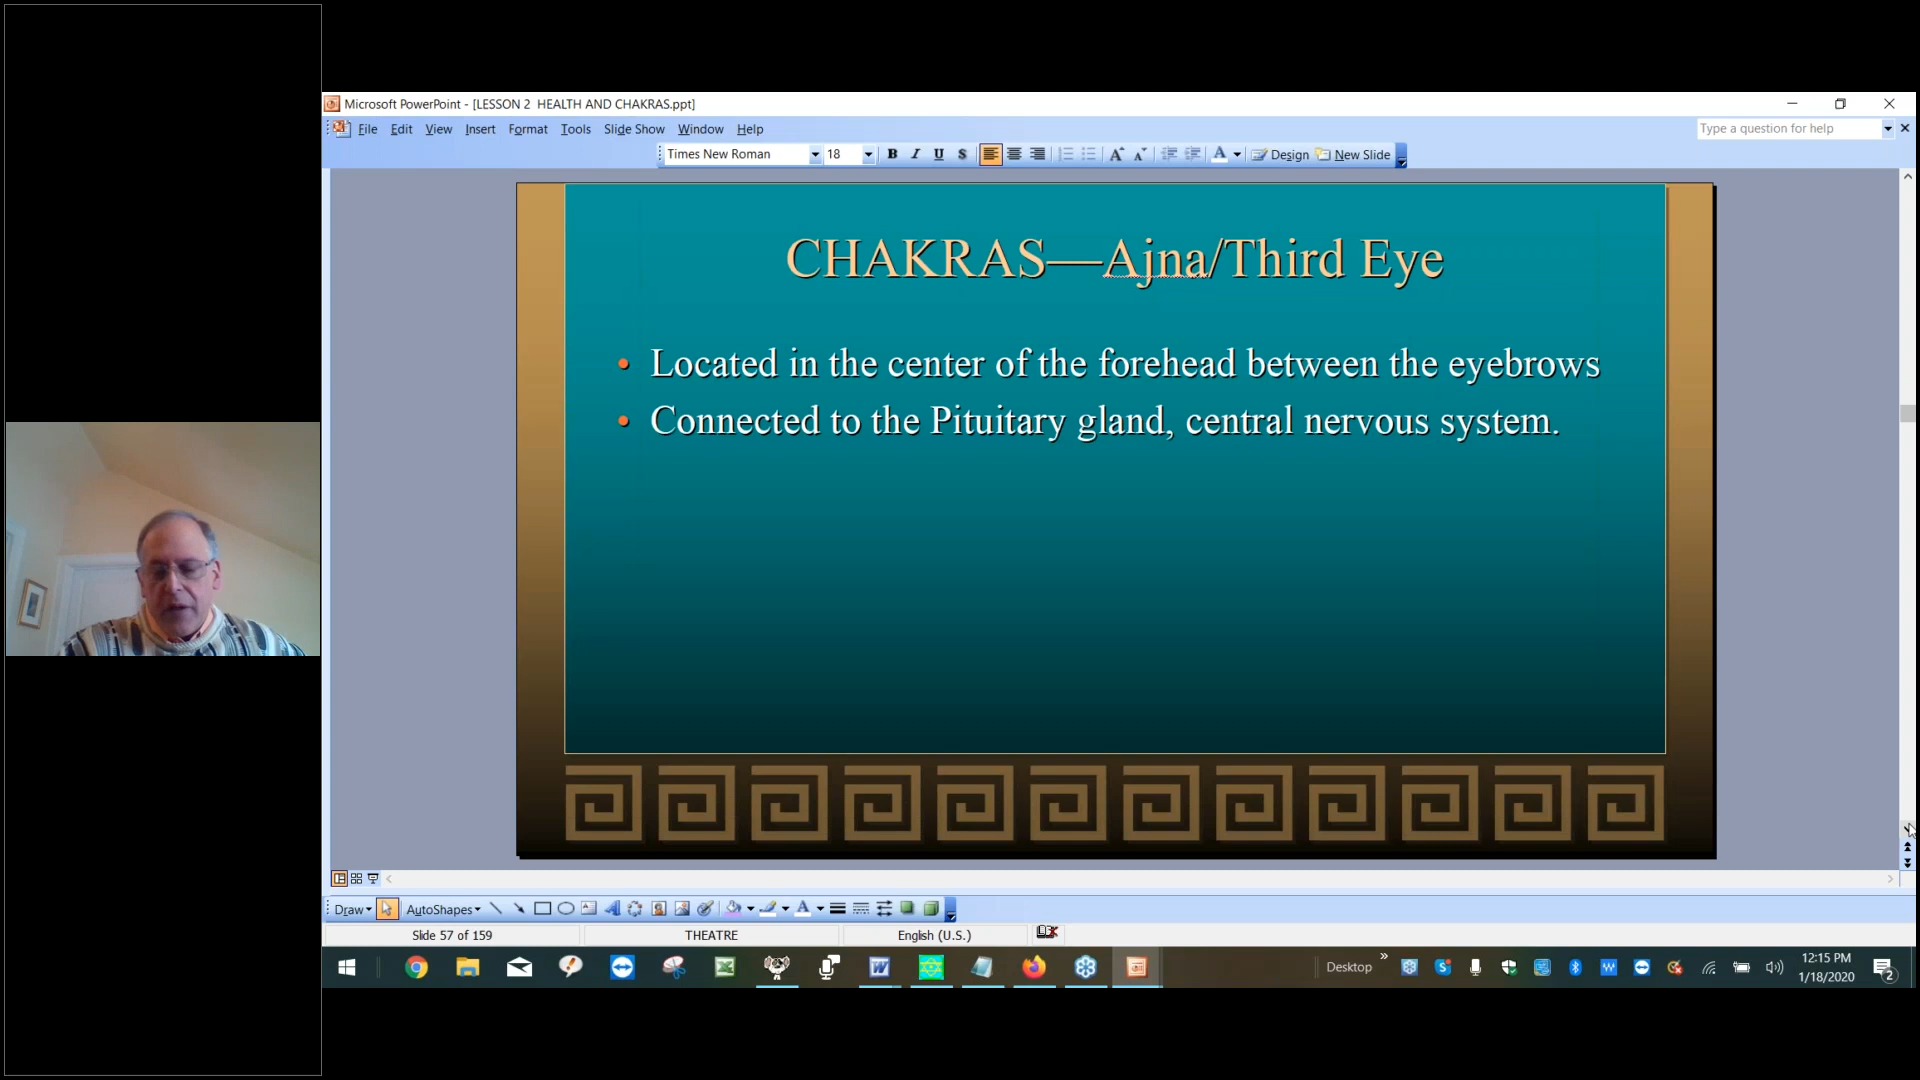 Microsoft PowerPoint - [LESSON 2  HEALTH AND CHAKRAS.ppt]
File Edit View Insert Format Tools Slide Show Window Help
Type a question for help
Times New Roman 18 B I U S A A A Design New Slide
CHAKRAS—Ajna/Third Eye
• Located in the center of the forehead between the eyebrows
• Connected to the Pituitary gland, central nervous system.
Draw AutoShapes A A
Slide 57 of 159 THEATRE English (U.S.)
Desktop »
12:15 PM
1/18/2020
2